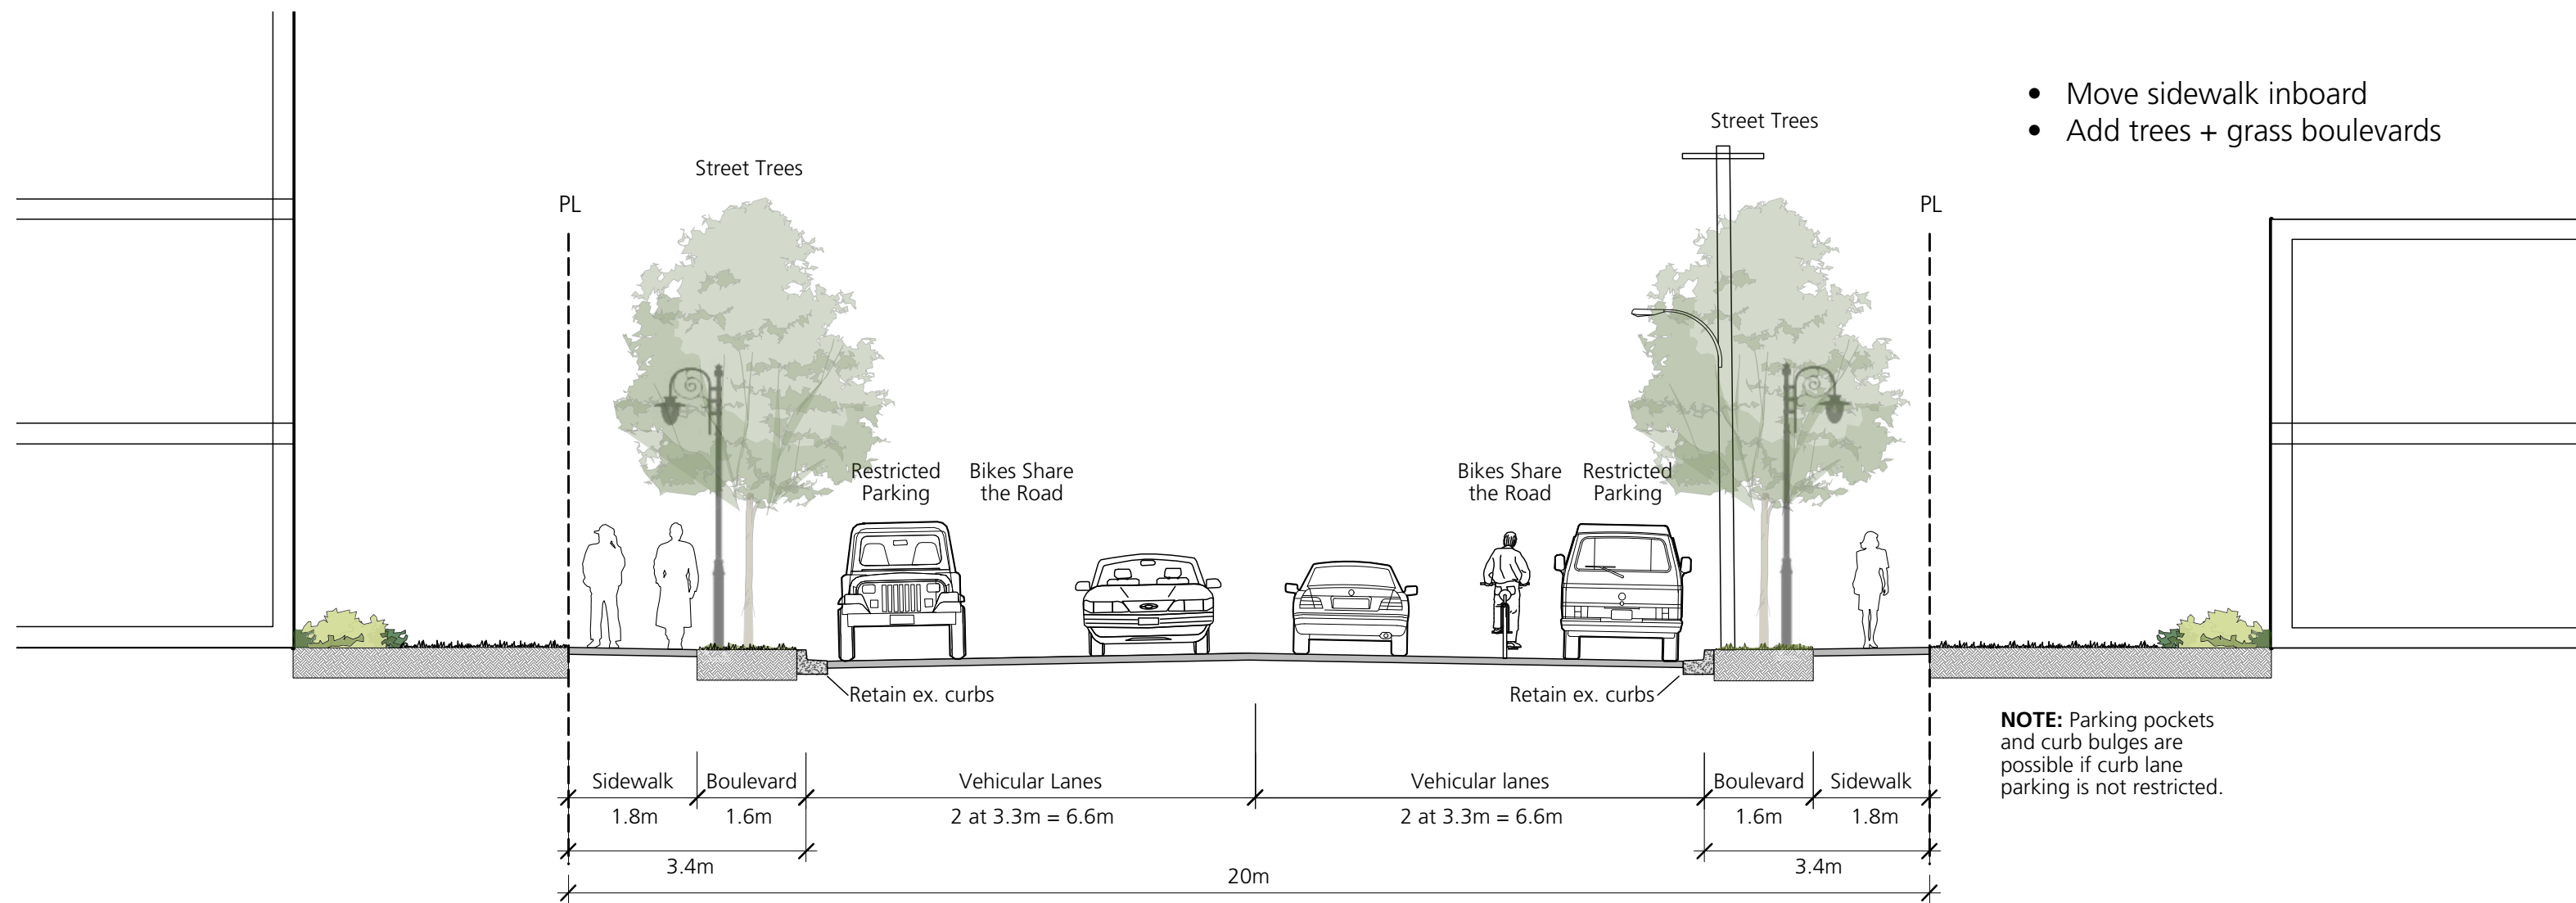 • Move sidewalk inboard
• Add trees + grass boulevards
Street Trees
Street Trees
PL
PL
Restricted
Parking
Bikes Share
the Road
Bikes Share
the Road
Restricted
Parking
Retain ex. curbs
Retain ex. curbs
NOTE: Parking pockets
and curb bulges are
possible if curb lane
parking is not restricted.
Sidewalk
Boulevard
Vehicular Lanes
Vehicular lanes
Boulevard
Sidewalk
1.8m
1.6m
2 at 3.3m = 6.6m
2 at 3.3m = 6.6m
1.6m
1.8m
3.4m
3.4m
20m